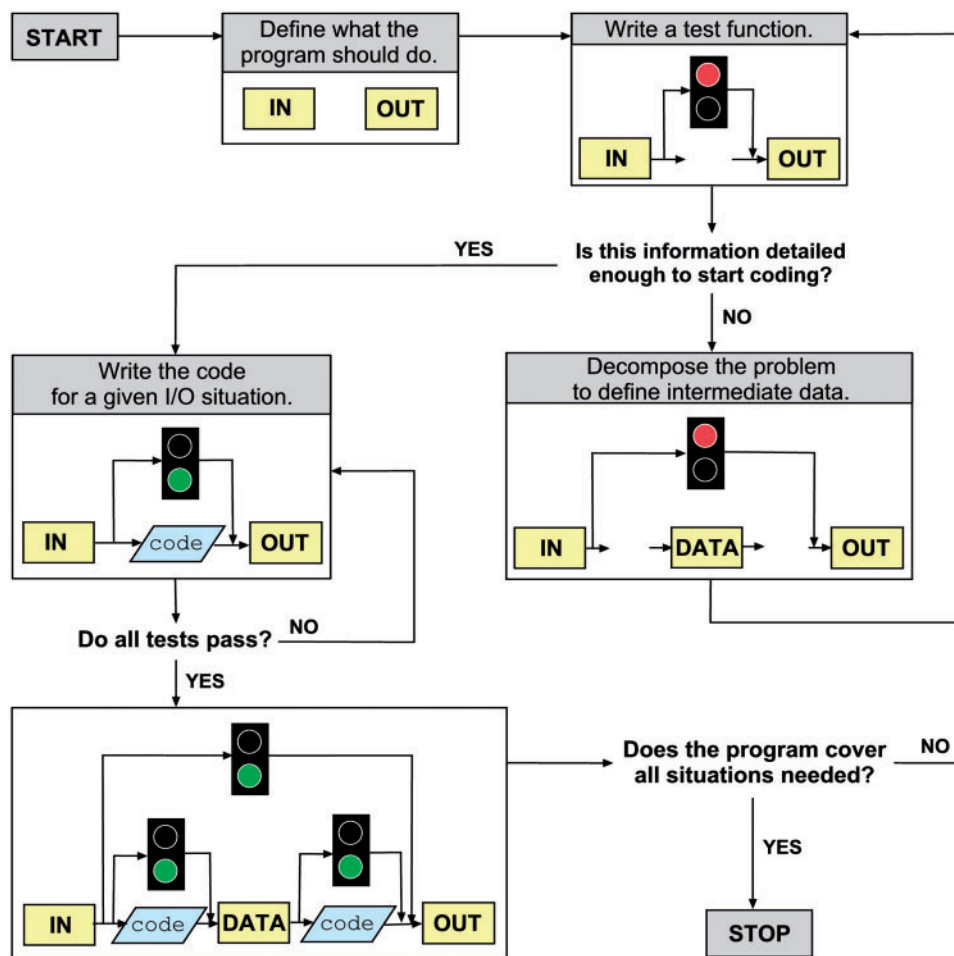 START
Define what the
program should do.
IN
OUT
Write a test function.
IN
OUT
Is this information detailed
enough to start coding?
YES
NO
Write the code
for a given I/O situation.
IN
code
OUT
Decompose the problem
to define intermediate data.
IN
DATA
OUT
Do all tests pass?
NO
YES
IN
code
DATA
code
OUT
Does the program cover
all situations needed?
NO
YES
STOP